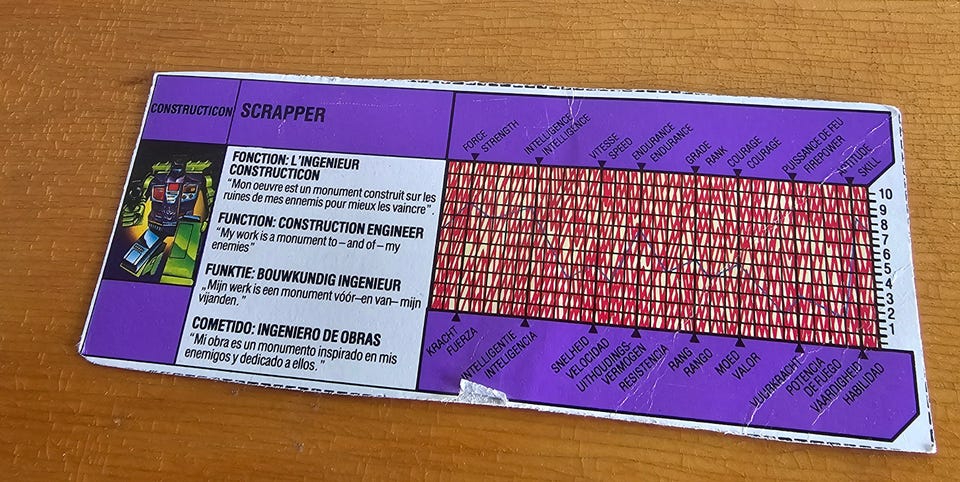 CONSTRUCTICON
SCRAPPER
FONCTION: L'INGENIEUR
CONSTRUCTICON
"Mon oeuvre est un monument construit sur les
ruines de mes ennemis pour mieux les vaincre".
FUNCTION: CONSTRUCTION ENGINEER
"My work is a monument to – and of – my
enemies"
FUNKTIE: BOUWKUNDIG INGENIEUR
„Mijn werk is een monument vóór–en van– mijn
vijanden."
COMETIDO: INGENIERO DE OBRAS
"Mi obra es un monumento inspirado en mis
enemigos y dedicado a ellos."
FORCE
STRENGTH
INTELLIGENCE
INTELLIGENCE
VITESSE
SPEED
ENDURANCE
ENDURANCE
GRADE
RANK
COURAGE
COURAGE
PUISSANCE DE FEU
FIREPOWER
APTITUDE
SKILL
10
9
8
7
6
5
4
3
2
1
KRACHT
FUERZA
INTELLIGENTIE
INTELIGENCIA
SNELHEID
VELOCIDAD
UITHOUDINGS-
VERMOGEN
RESISTENCIA
RANG
RANGO
MOED
VALOR
VUURKRACHT
POTENCIA
DE FUEGO
VAARDIGHEID
HABILIDAD